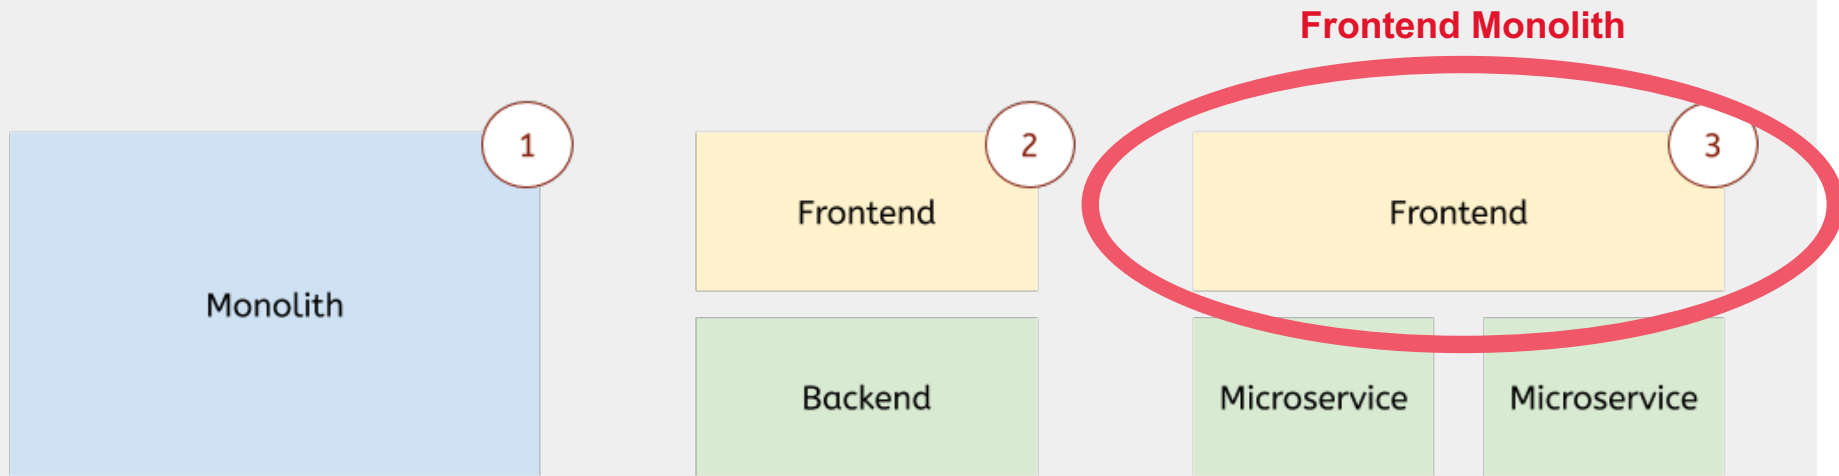 Frontend Monolith
1
Monolith
2
Frontend
Backend
3
Frontend
Microservice
Microservice